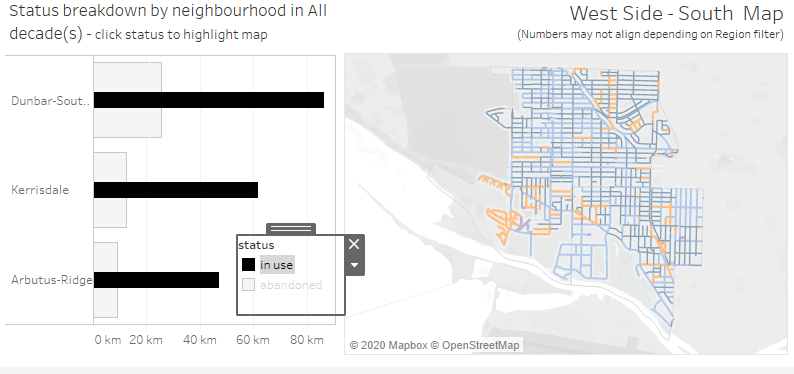 Status breakdown by neighbourhood in All
decade(s) - click status to highlight map
West Side - South Map
(Numbers may not align depending on Region filter)
Dunbar-Sout..
Kerrisdale
Arbutus-Ridge
status
in use
abandoned
0 km 20 km 40 km 60 km 80 km
© 2020 Mapbox © OpenStreetMap